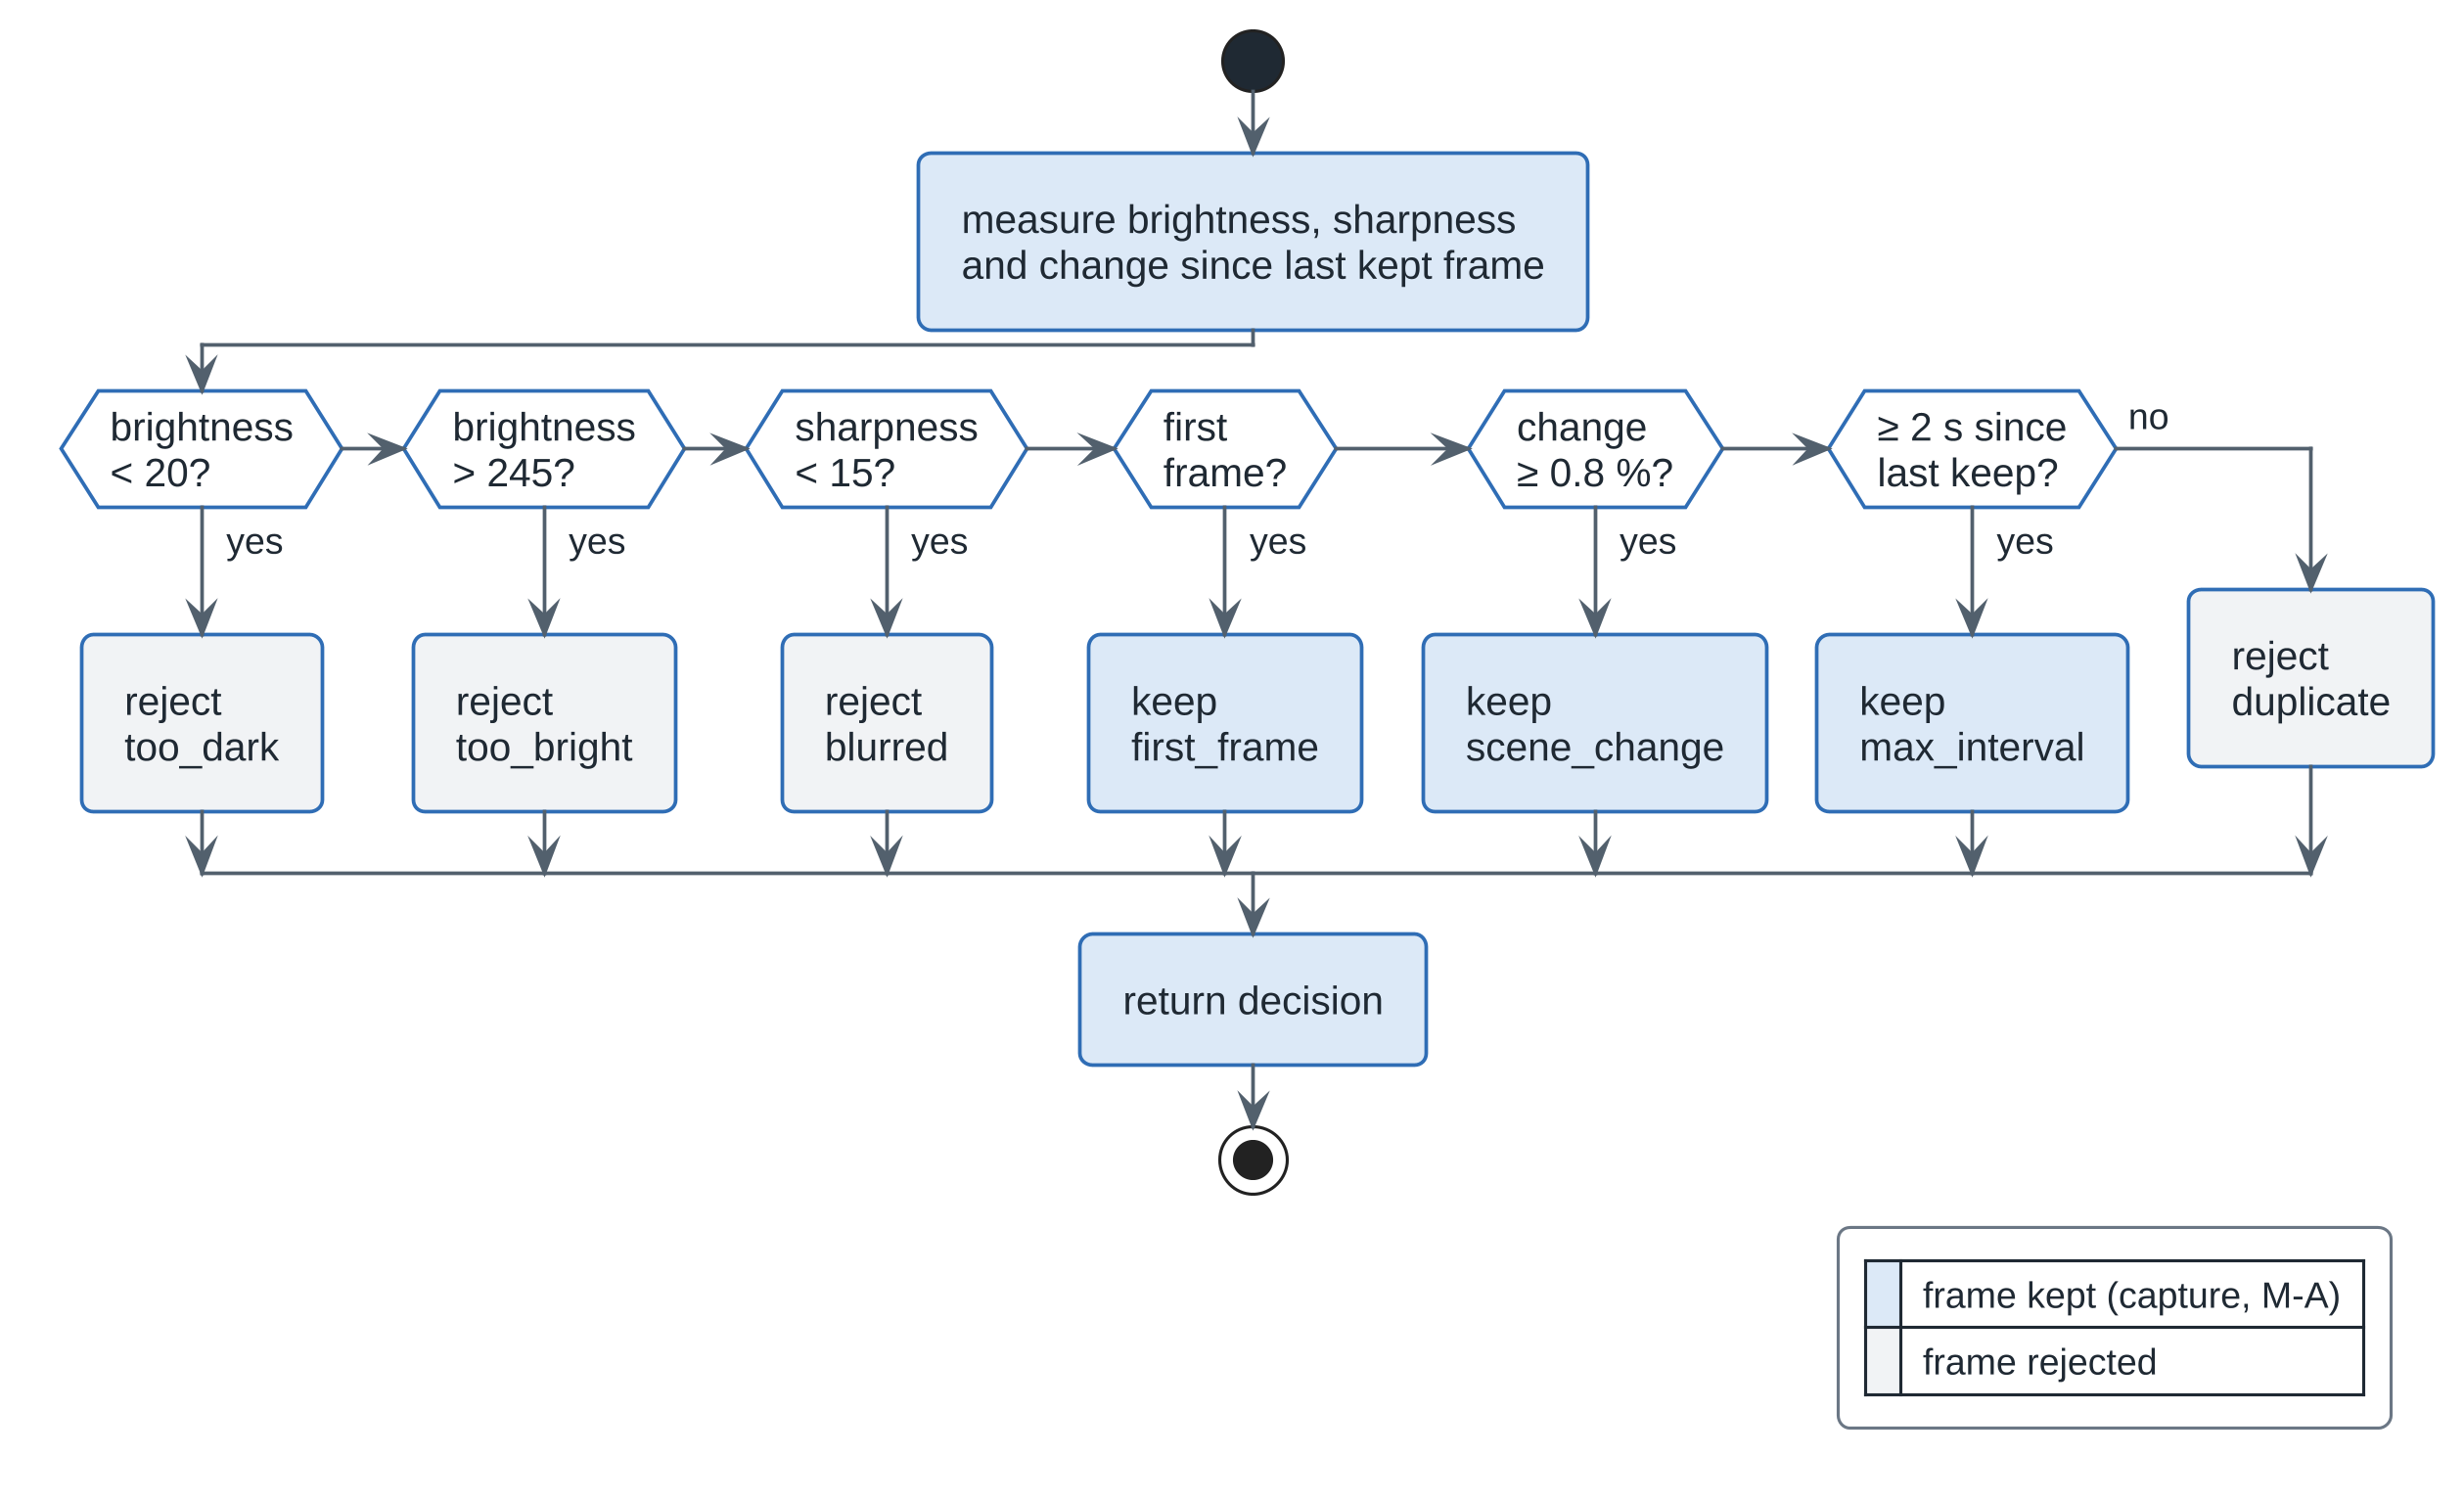 measure brightness, sharpness
and change since last kept frame
brightness
< 20?
brightness
> 245?
sharpness
< 15?
first
frame?
change
≥ 0.8 %?
≥ 2 s since
last keep?
no
yes
yes
yes
yes
yes
yes
reject
too_dark
reject
too_bright
reject
blurred
keep
first_frame
keep
scene_change
keep
max_interval
reject
duplicate
return decision
frame kept (capture, M-A)
frame rejected